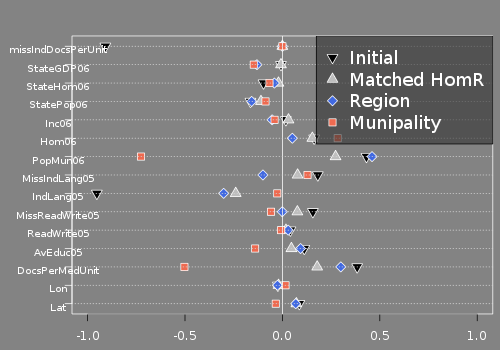 missIndDocsPerUnit
StateGDP06
StateHom06
StatePop06
Inc06
Hom06
PopMun06
MissIndLang05
IndLang05
MissReadWrite05
ReadWrite05
AvEduc05
DocsPerMedUnit
Lon
Lat
Initial
Matched HomR
Region
Munipality
-1.0 -0.5 0.0 0.5 1.0